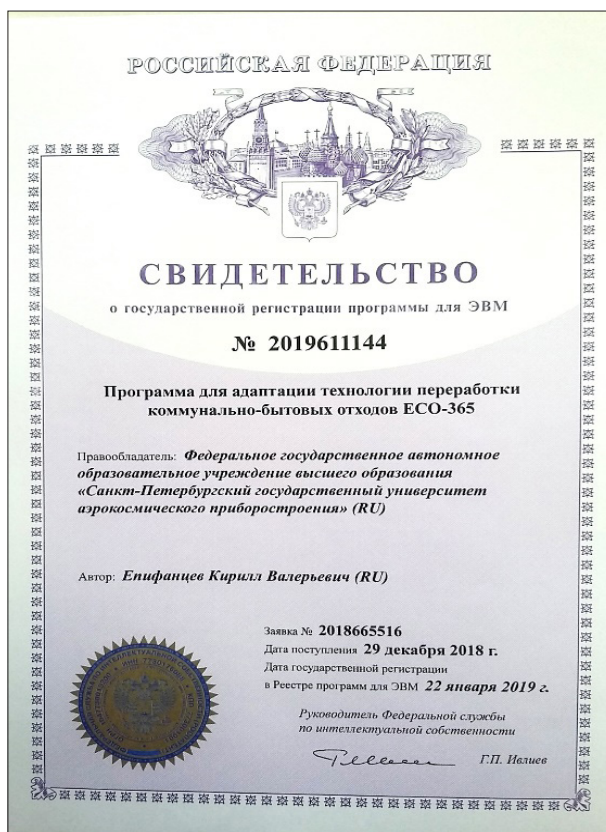 РОССИЙСКАЯ ФЕДЕРАЦИЯ
СВИДЕТЕЛЬСТВО
о государственной регистрации программы для ЭВМ
№ 2019611144
Программа для адаптации технологии переработки
коммунально-бытовых отходов ECO-365
Правообладатель: Федеральное государственное автономное
образовательное учреждение высшего образования
«Санкт-Петербургский государственный университет
аэрокосмического приборостроения» (RU)
Автор: Епифанцев Кирилл Валерьевич (RU)
Заявка № 2018665516
Дата поступления 29 декабря 2018 г.
Дата государственной регистрации
в Реестре программ для ЭВМ 22 января 2019 г.
Руководитель Федеральной службы
по интеллектуальной собственности
Г.П. Ивлиев